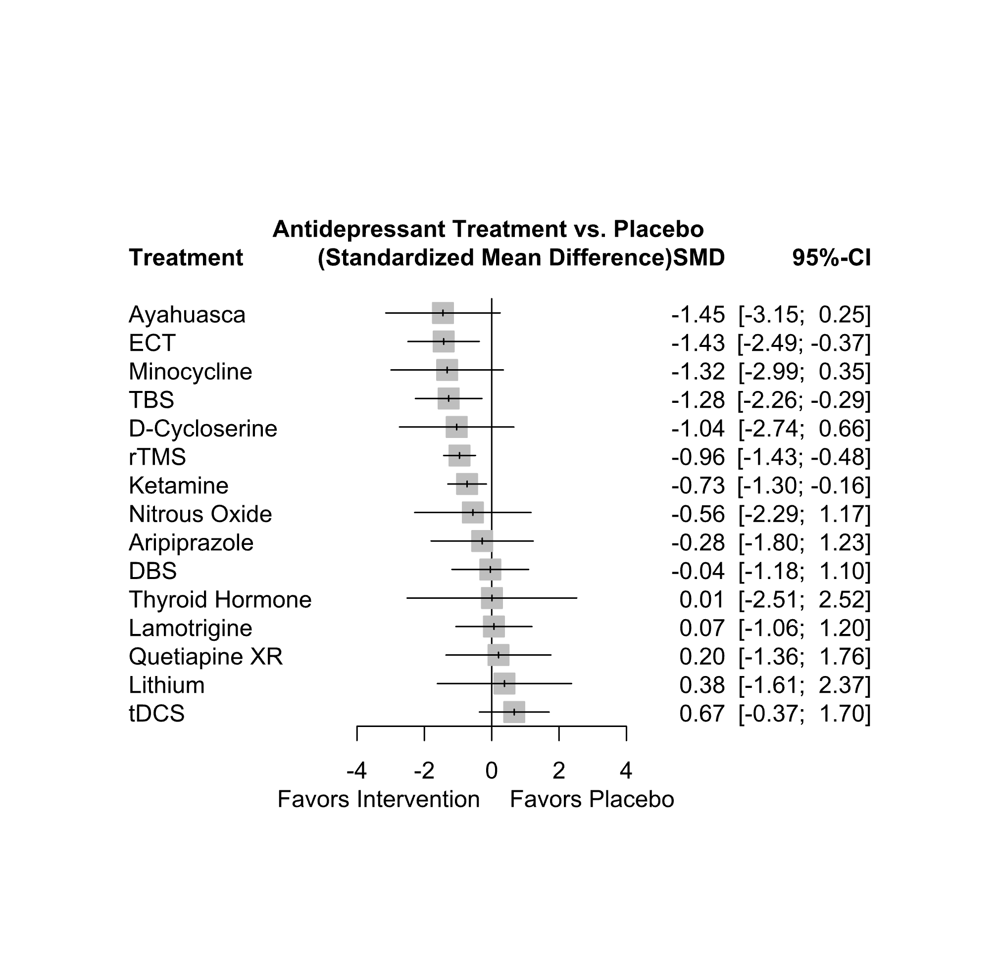 Antidepressant Treatment vs. Placebo
Treatment (Standardized Mean Difference)SMD 95%-CI
Ayahuasca -1.45 [-3.15; 0.25]
ECT -1.43 [-2.49; -0.37]
Minocycline -1.32 [-2.99; 0.35]
TBS -1.28 [-2.26; -0.29]
D-Cycloserine -1.04 [-2.74; 0.66]
rTMS -0.96 [-1.43; -0.48]
Ketamine -0.73 [-1.30; -0.16]
Nitrous Oxide -0.56 [-2.29; 1.17]
Aripiprazole -0.28 [-1.80; 1.23]
DBS -0.04 [-1.18; 1.10]
Thyroid Hormone 0.01 [-2.51; 2.52]
Lamotrigine 0.07 [-1.06; 1.20]
Quetiapine XR 0.20 [-1.36; 1.76]
Lithium 0.38 [-1.61; 2.37]
tDCS 0.67 [-0.37; 1.70]
-4 -2 0 2 4
Favors Intervention Favors Placebo